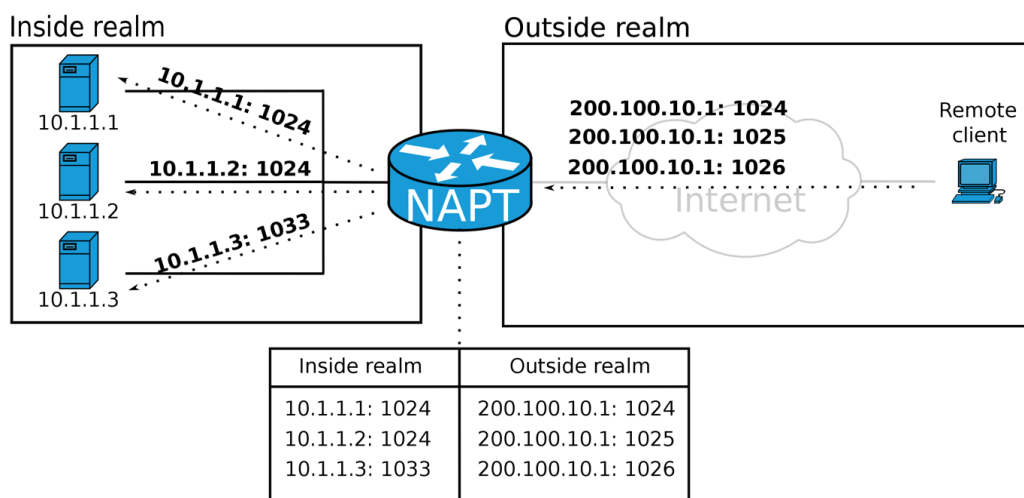 Inside realm
Outside realm
10.1.1.1
10.1.1.1: 1024
10.1.1.2
10.1.1.2: 1024
10.1.1.3
10.1.1.3: 1033
NAPT
200.100.10.1: 1024
200.100.10.1: 1025
200.100.10.1: 1026
Internet
Remote
client
Inside realm Outside realm
10.1.1.1: 1024 200.100.10.1: 1024
10.1.1.2: 1024 200.100.10.1: 1025
10.1.1.3: 1033 200.100.10.1: 1026